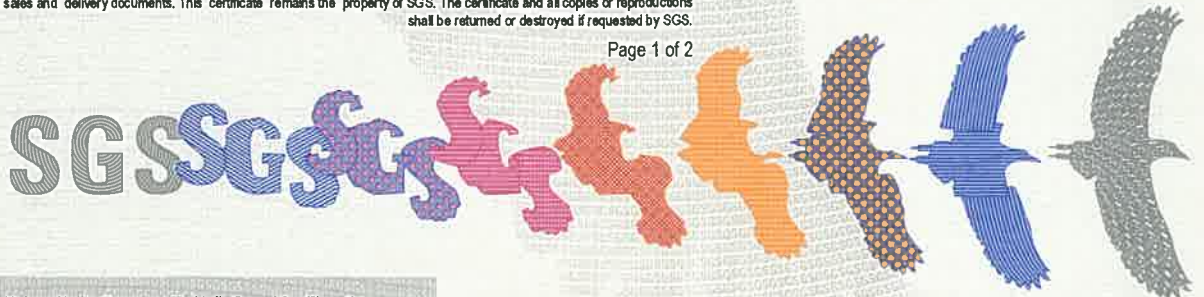 sales and delivery documents. This certificate remains the property of SGS. The certificate and all copies or reproductions
shall be returned or destroyed if requested by SGS.
Page 1 of 2
SGS SGS SGS